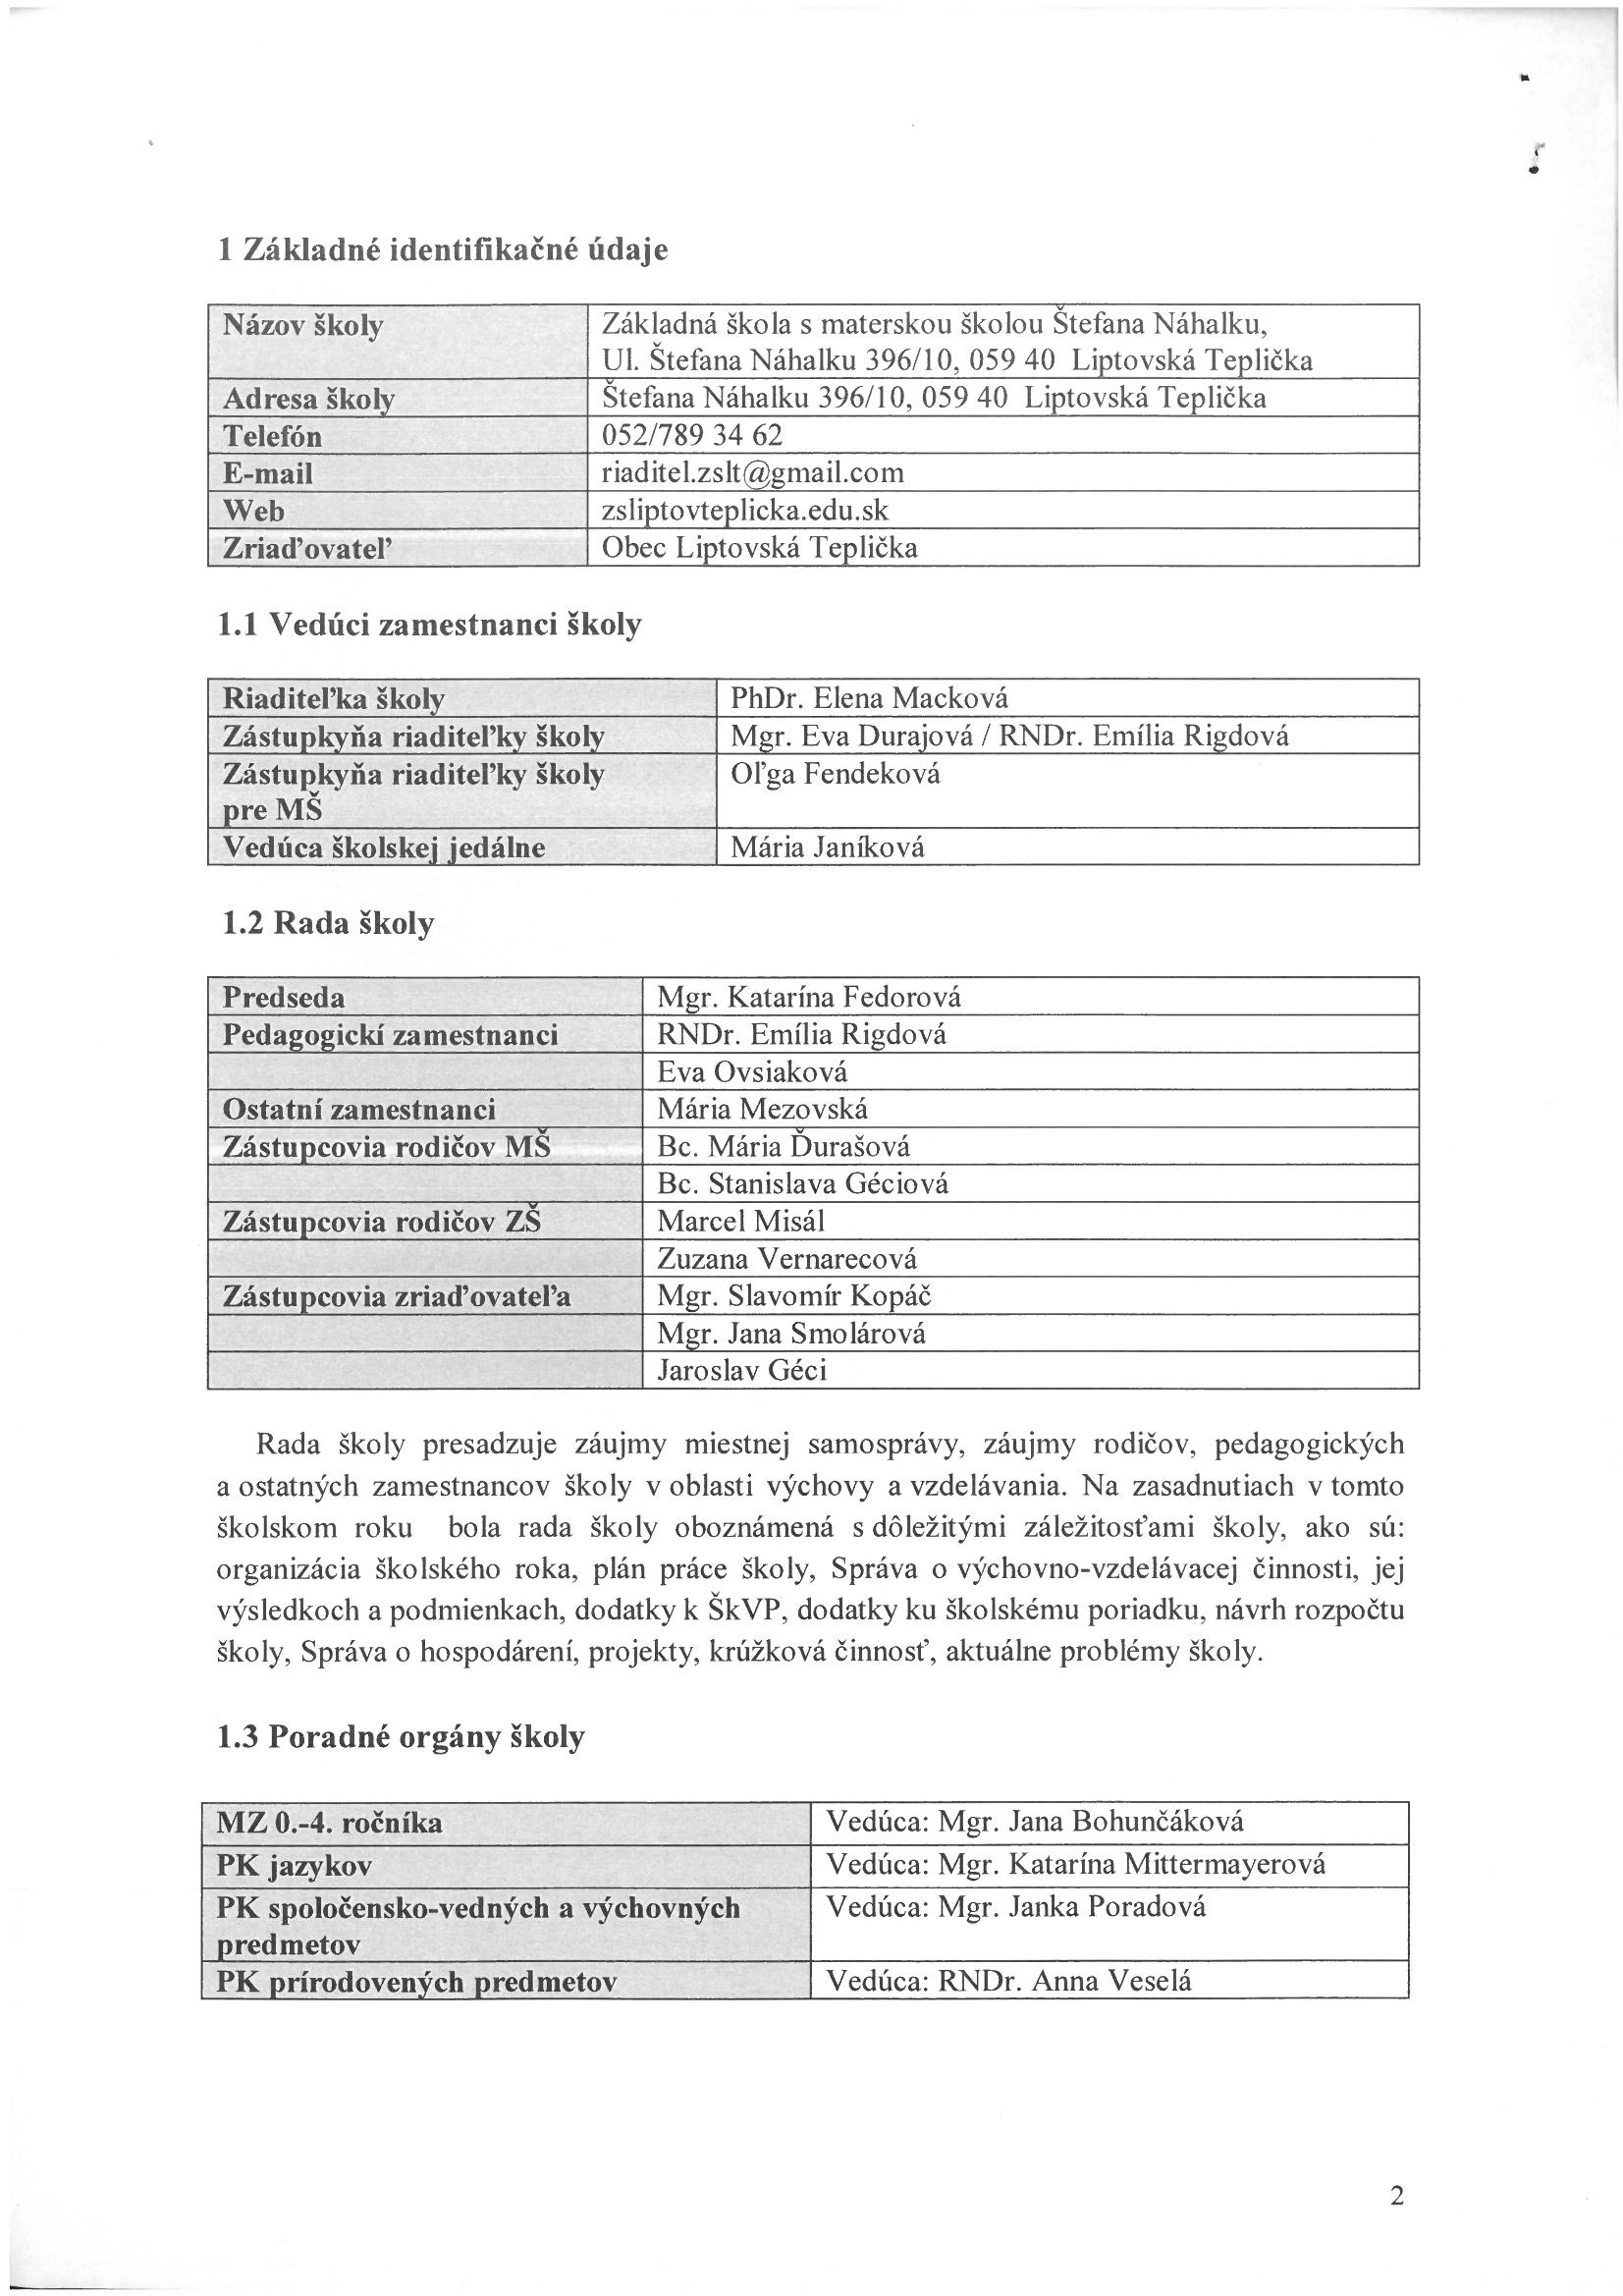 1 Základné identifikačné údaje
Názov školy Základná škola s materskou školou Štefana Náhalku,
Ul. Štefana Náhalku 396/10, 059 40 Liptovská Teplička
Adresa školy Štefana Náhalku 396/10, 059 40 Liptovská Teplička
Telefón 052/789 34 62
E-mail riaditel.zslt@gmail.com
Web zsliptovteplicka.edu.sk
Zriaďovateľ Obec Liptovská Teplička
1.1 Vedúci zamestnanci školy
Riaditeľka školy PhDr. Elena Macková
Zástupkyňa riaditeľky školy Mgr. Eva Durajová / RNDr. Emília Rigdová
Zástupkyňa riaditeľky školy Oľga Fendeková
pre MŠ
Vedúca školskej jedálne Mária Janíková
1.2 Rada školy
Predseda Mgr. Katarína Fedorová
Pedagogickí zamestnanci RNDr. Emília Rigdová
Eva Ovsiaková
Ostatní zamestnanci Mária Mezovská
Zástupcovia rodičov MŠ Bc. Mária Ďurašová
Bc. Stanislava Géciová
Zástupcovia rodičov ZŠ Marcel Misál
Zuzana Vernarecová
Zástupcovia zriaďovateľa Mgr. Slavomír Kopáč
Mgr. Jana Smolárová
Jaroslav Géci
Rada školy presadzuje záujmy miestnej samosprávy, záujmy rodičov, pedagogických
a ostatných zamestnancov školy v oblasti výchovy a vzdelávania. Na zasadnutiach v tomto
školskom roku bola rada školy oboznámená s dôležitými záležitosťami školy, ako sú:
organizácia školského roka, plán práce školy, Správa o výchovno-vzdelávacej činnosti, jej
výsledkoch a podmienkach, dodatky k ŠkVP, dodatky ku školskému poriadku, návrh rozpočtu
školy, Správa o hospodárení, projekty, krúžková činnosť, aktuálne problémy školy.
1.3 Poradné orgány školy
MZ 0.-4. ročníka Vedúca: Mgr. Jana Bohunčáková
PK jazykov Vedúca: Mgr. Katarína Mittermayerová
PK spoločensko-vedných a výchovných Vedúca: Mgr. Janka Poradová
predmetov
PK prírodovených predmetov Vedúca: RNDr. Anna Veselá
2